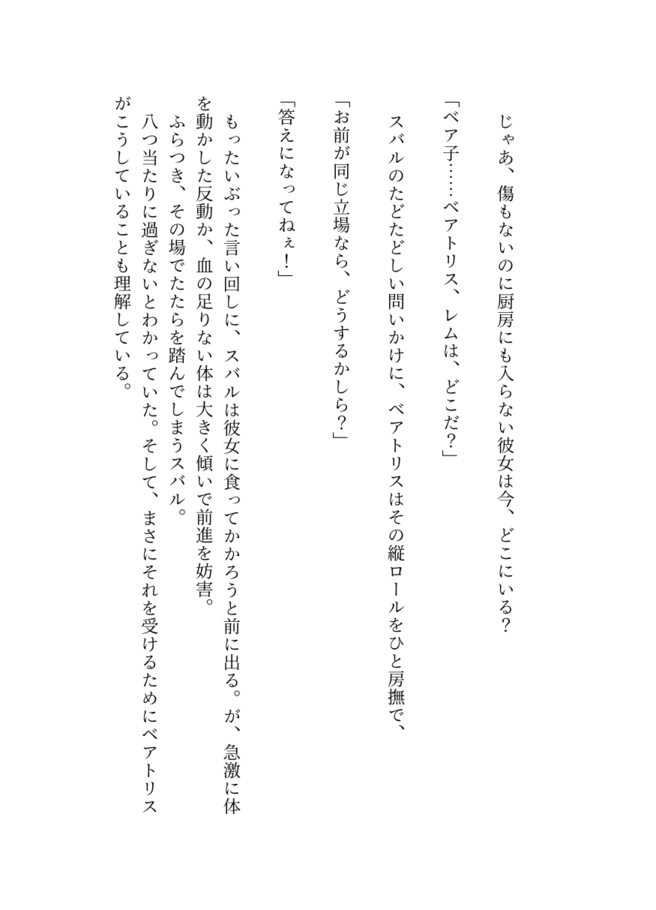 じゃあ、傷もないのに厨房にも入らない彼女は今、どこにいる？
「ベア子……ベアトリス、レムは、どこだ？」
スバルのたどたどしい問いかけに、ベアトリスはその縦ロールをひと房撫で、
「お前が同じ立場なら、どうするかしら？」
「答えになってねぇ！」
もったいぶった言い回しに、スバルは彼女に食ってかかろうと前に出る。が、急激に体
を動かした反動か、血の足りない体は大きく傾いで前進を妨害。
ふらつき、その場でたたらを踏んでしまうスバル。
八つ当たりに過ぎないとわかっていた。そして、まさにそれを受けるためにベアトリス
がこうしていることも理解している。